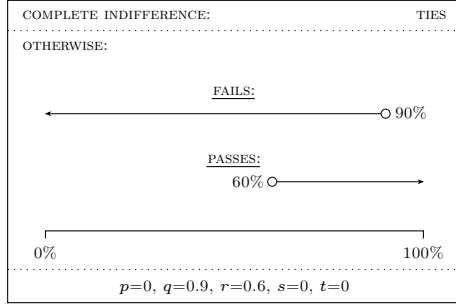 COMPLETE INDIFFERENCE: TIES
OTHERWISE:
FAILS:
90%
PASSES:
60%
0% 100%
p=0, q=0.9, r=0.6, s=0, t=0